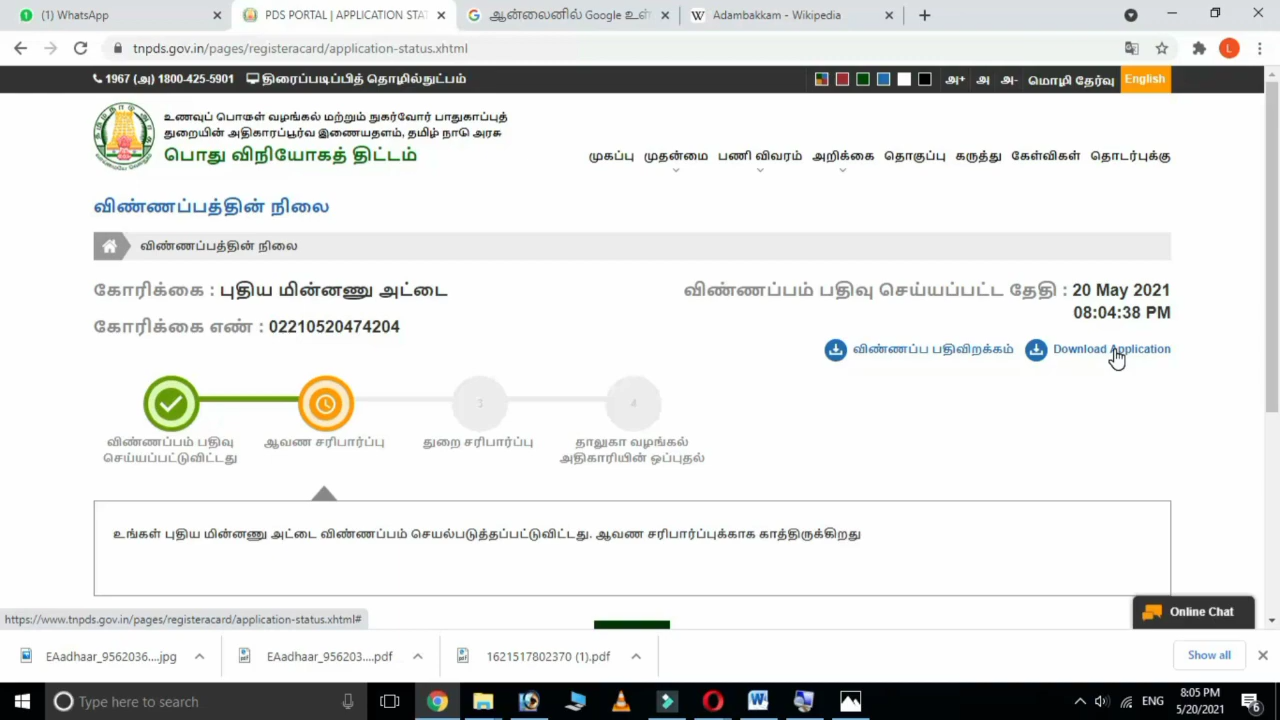 (1) WhatsApp
PDS PORTAL | APPLICATION STAT
ஆன்லைனில் Google உள்
Adambakkam - Wikipedia
tnpds.gov.in/pages/registeracard/application-status.xhtml
L
1967 (அ) 1800-425-5901 திரைப்படிப்பித் தொழில்நுட்பம்
அ+ அ அ- மொழி தேர்வு English
உணவுப் பொருள் வழங்கல் மற்றும் நுகர்வோர் பாதுகாப்புத்
துறையின் அதிகாரப்பூர்வ இணையதளம், தமிழ் நாடு அரசு
பொது விநியோகத் திட்டம்
முகப்பு முதன்மை பணி விவரம் அறிக்கை தொகுப்பு கருத்து கேள்விகள் தொடர்புக்கு
விண்ணப்பத்தின் நிலை
விண்ணப்பத்தின் நிலை
கோரிக்கை : புதிய மின்னணு அட்டை
விண்ணப்பம் பதிவு செய்யப்பட்ட தேதி : 20 May 2021
08:04:38 PM
கோரிக்கை எண் : 02210520474204
விண்ணப்ப பதிவிறக்கம் Download Application
3 4
விண்ணப்பம் பதிவு
செய்யப்பட்டுவிட்டது
ஆவண சரிபார்ப்பு
துறை சரிபார்ப்பு
தாலுகா வழங்கல்
அதிகாரியின் ஒப்புதல்
உங்கள் புதிய மின்னணு அட்டை விண்ணப்பம் செயல்படுத்தப்பட்டுவிட்டது. ஆவண சரிபார்ப்புக்காக காத்திருக்கிறது
Online Chat
https://www.tnpds.gov.in/pages/registeracard/application-status.xhtml#
EAadhaar_9562036....jpg
EAadhaar_956203....pdf
1621517802370 (1).pdf
Show all
Type here to search
ENG
8:05 PM
5/20/2021
6